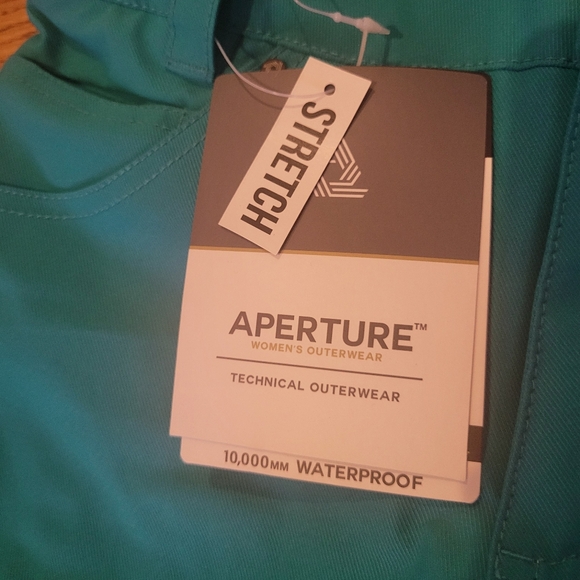 STRETCH
APERTURE™
WOMEN'S OUTERWEAR
TECHNICAL OUTERWEAR
10,000MM WATERPROOF